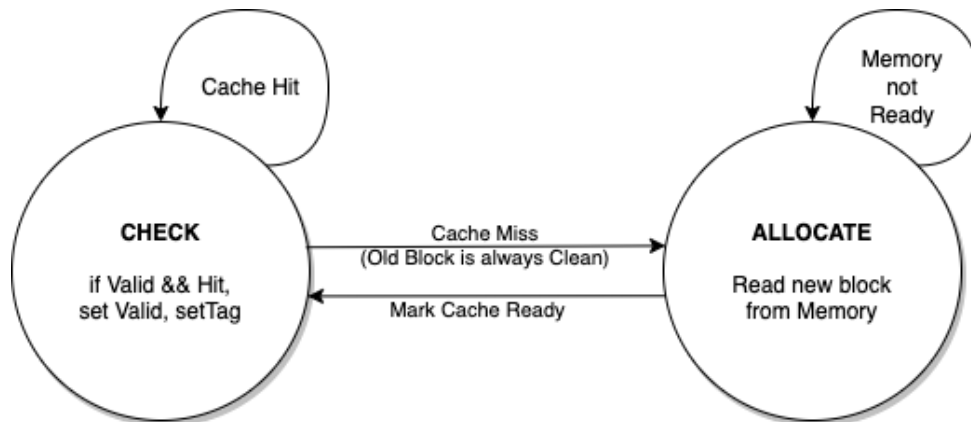 Cache Hit
Memory
not
Ready
CHECK
if Valid && Hit,
set Valid, setTag
Cache Miss
(Old Block is always Clean)
Mark Cache Ready
ALLOCATE
Read new block
from Memory